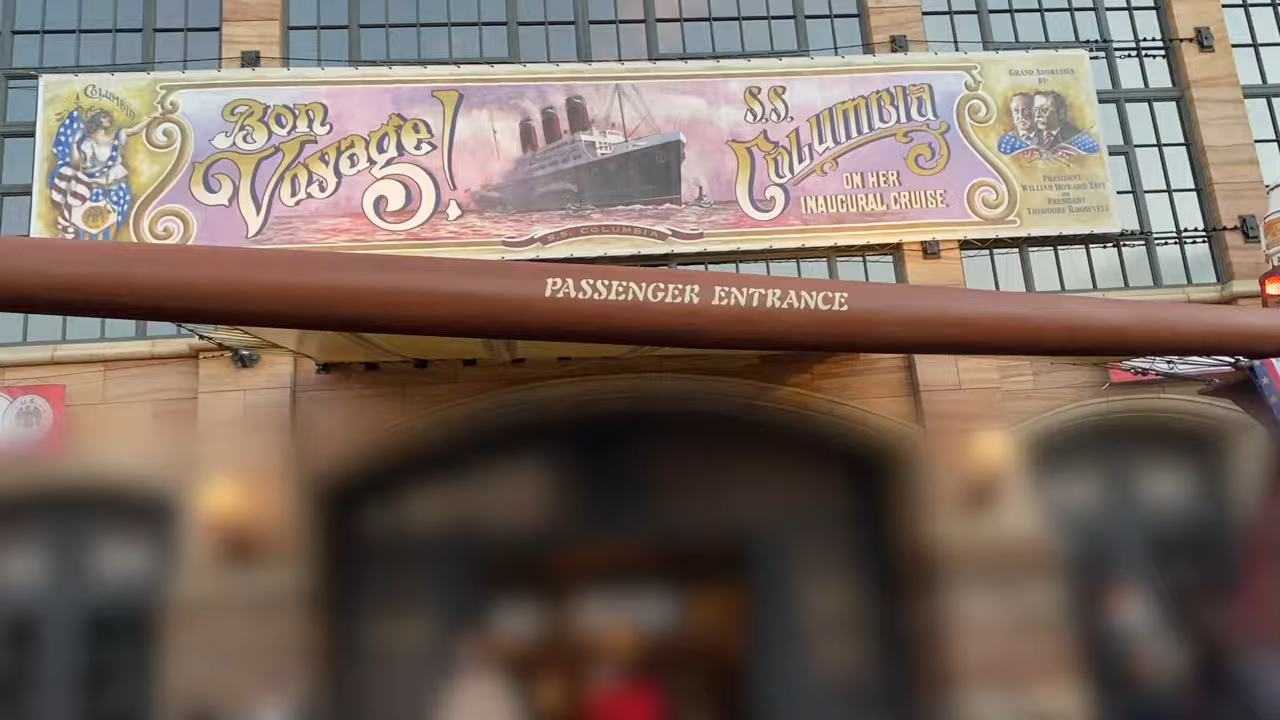 COLUMBIA
Bon
Voyage!
S.S. COLUMBIA
S.S.
COLUMBIA
ON HER
INAUGURAL CRUISE
GRAND ADDRESSES
BY:
PRESIDENT
WILLIAM HOWARD TAFT
PRESIDENT
THEODORE ROOSEVELT
PASSENGER ENTRANCE
U.S.